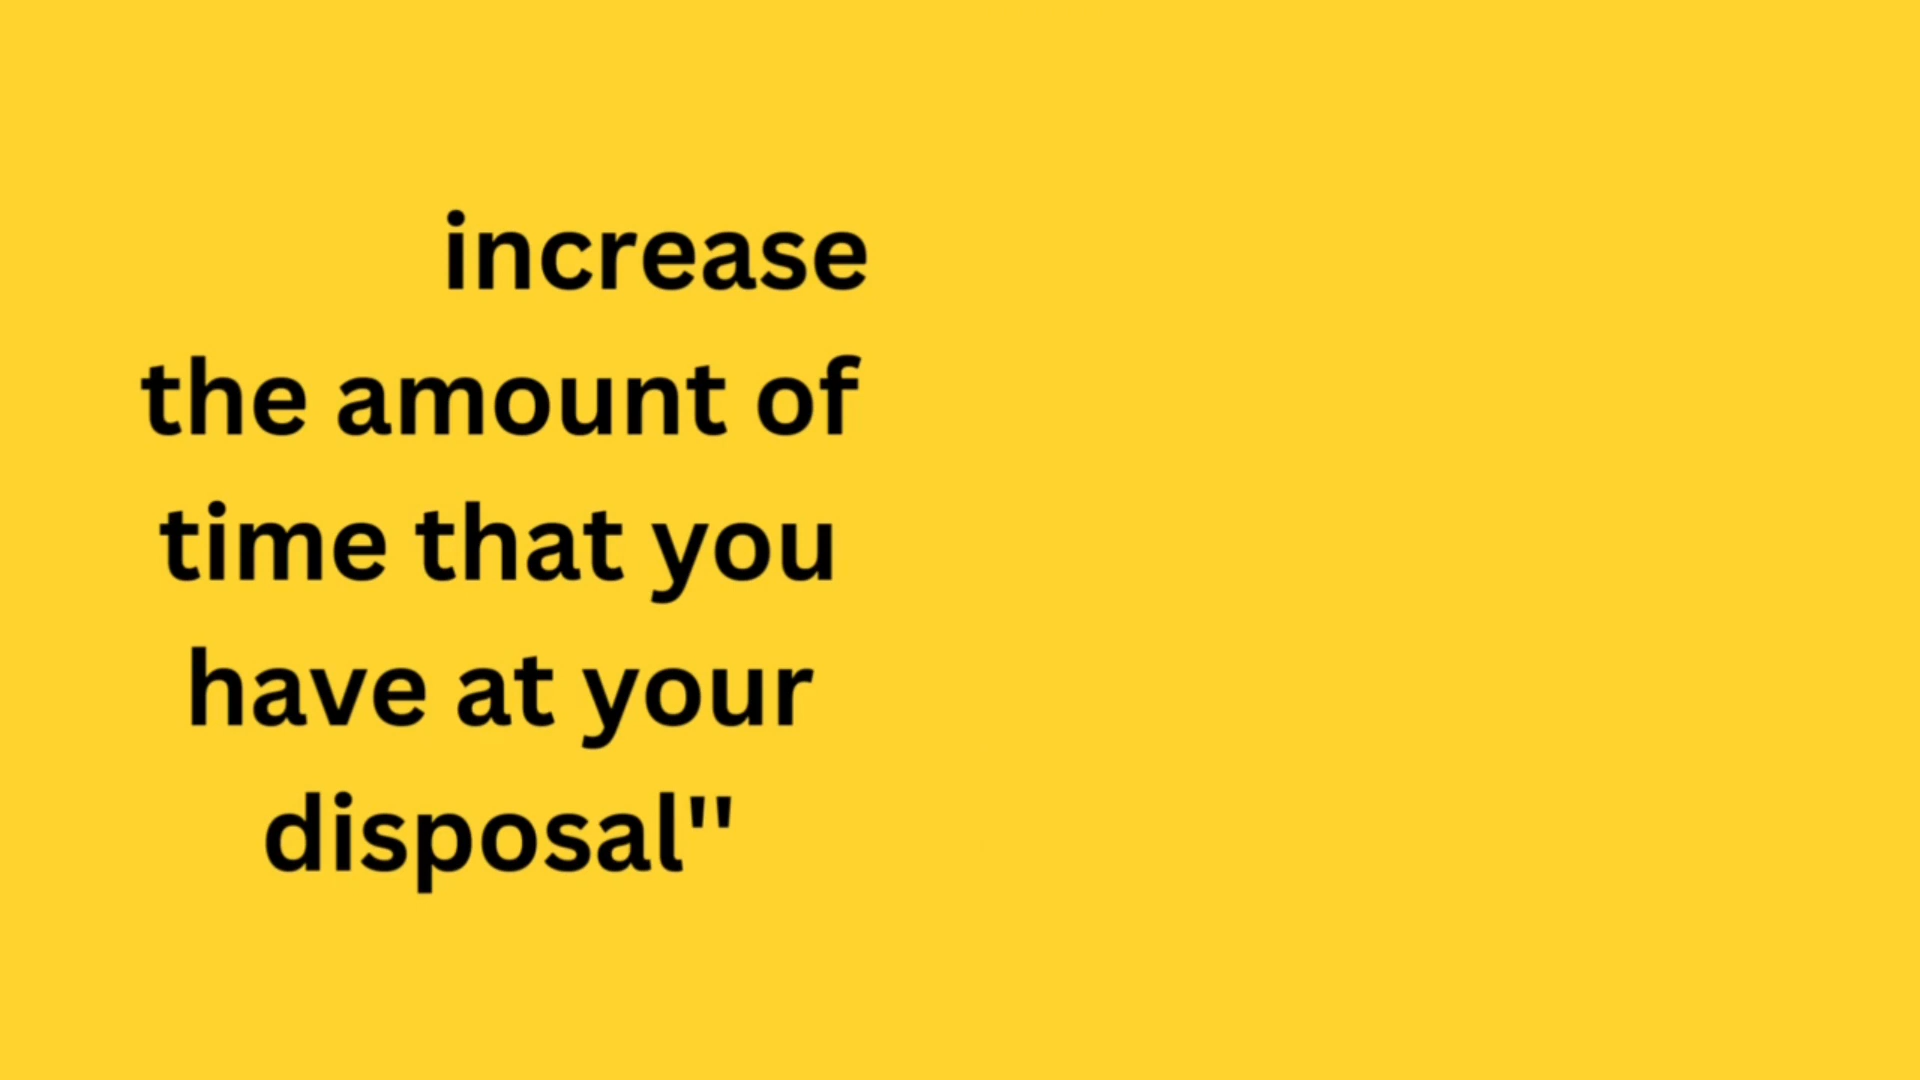 increase
the amount of
time that you
have at your
disposal"